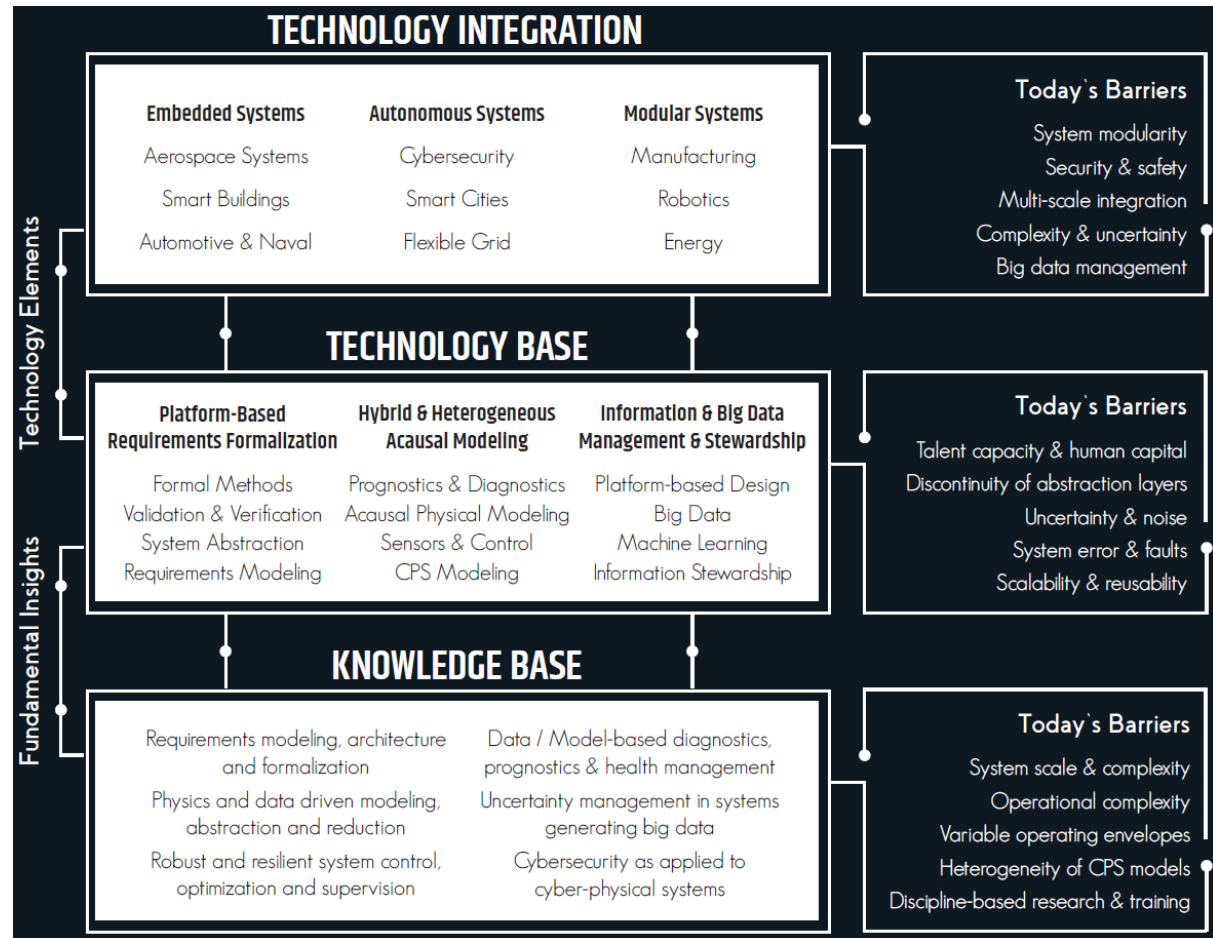 TECHNOLOGY INTEGRATION
Embedded Systems
Aerospace Systems
Smart Buildings
Automotive & Naval
Autonomous Systems
Cybersecurity
Smart Cities
Flexible Grid
Modular Systems
Manufacturing
Robotics
Energy
Today`s Barriers
System modularity
Security & safety
Multi-scale integration
Complexity & uncertainty
Big data management
Technology Elements
TECHNOLOGY BASE
Platform-Based
Requirements Formalization
Formal Methods
Validation & Verification
System Abstraction
Requirements Modeling
Hybrid & Heterogeneous
Acausal Modeling
Prognostics & Diagnostics
Acausal Physical Modeling
Sensors & Control
CPS Modeling
Information & Big Data
Management & Stewardship
Platform-based Design
Big Data
Machine Learning
Information Stewardship
Today`s Barriers
Talent capacity & human capital
Discontinuity of abstraction layers
Uncertainty & noise
System error & faults
Scalability & reusability
Fundamental Insights
KNOWLEDGE BASE
Requirements modeling, architecture
and formalization
Physics and data driven modeling,
abstraction and reduction
Robust and resilient system control,
optimization and supervision
Data / Model-based diagnostics,
prognostics & health management
Uncertainty management in systems
generating big data
Cybersecurity as applied to
cyber-physical systems
Today`s Barriers
System scale & complexity
Operational complexity
Variable operating envelopes
Heterogeneity of CPS models
Discipline-based research & training